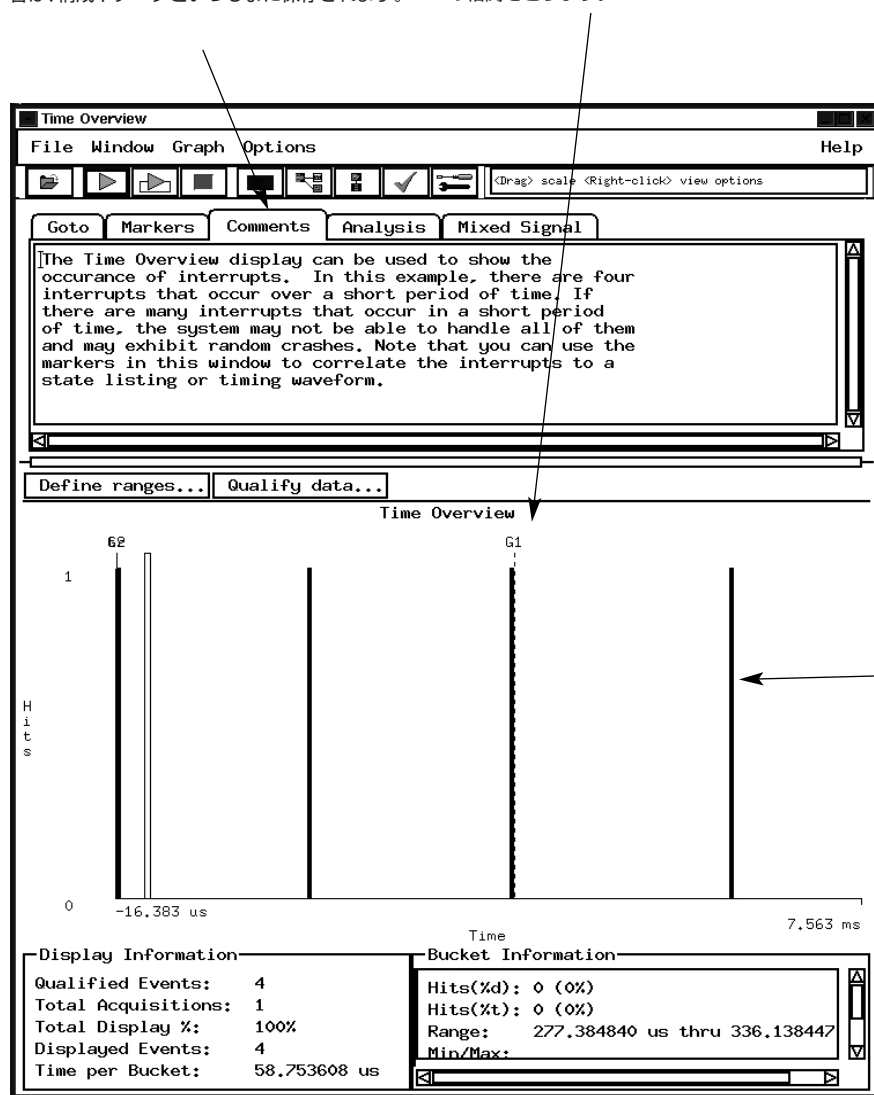 Time Overview
File Window Graph Options Help
<Drag> scale <Right-click> view options
Goto Markers Comments Analysis Mixed Signal
The Time Overview display can be used to show the
occurance of interrupts. In this example, there are four
interrupts that occur over a short period of time. If
there are many interrupts that occur in a short period
of time, the system may not be able to handle all of them
and may exhibit random crashes. Note that you can use the
markers in this window to correlate the interrupts to a
state listing or timing waveform.
Define ranges... Qualify data...
Time Overview
G1
1
Hits
0
-16.383 us
7.563 ms
Time
Display Information
Qualified Events: 4
Total Acquisitions: 1
Total Display %: 100%
Displayed Events: 4
Time per Bucket: 58.753608 us
Bucket Information
Hits(%d): 0 (0%)
Hits(%t): 0 (0%)
Range: 277.384840 us thru 336.138447
Min/Max: